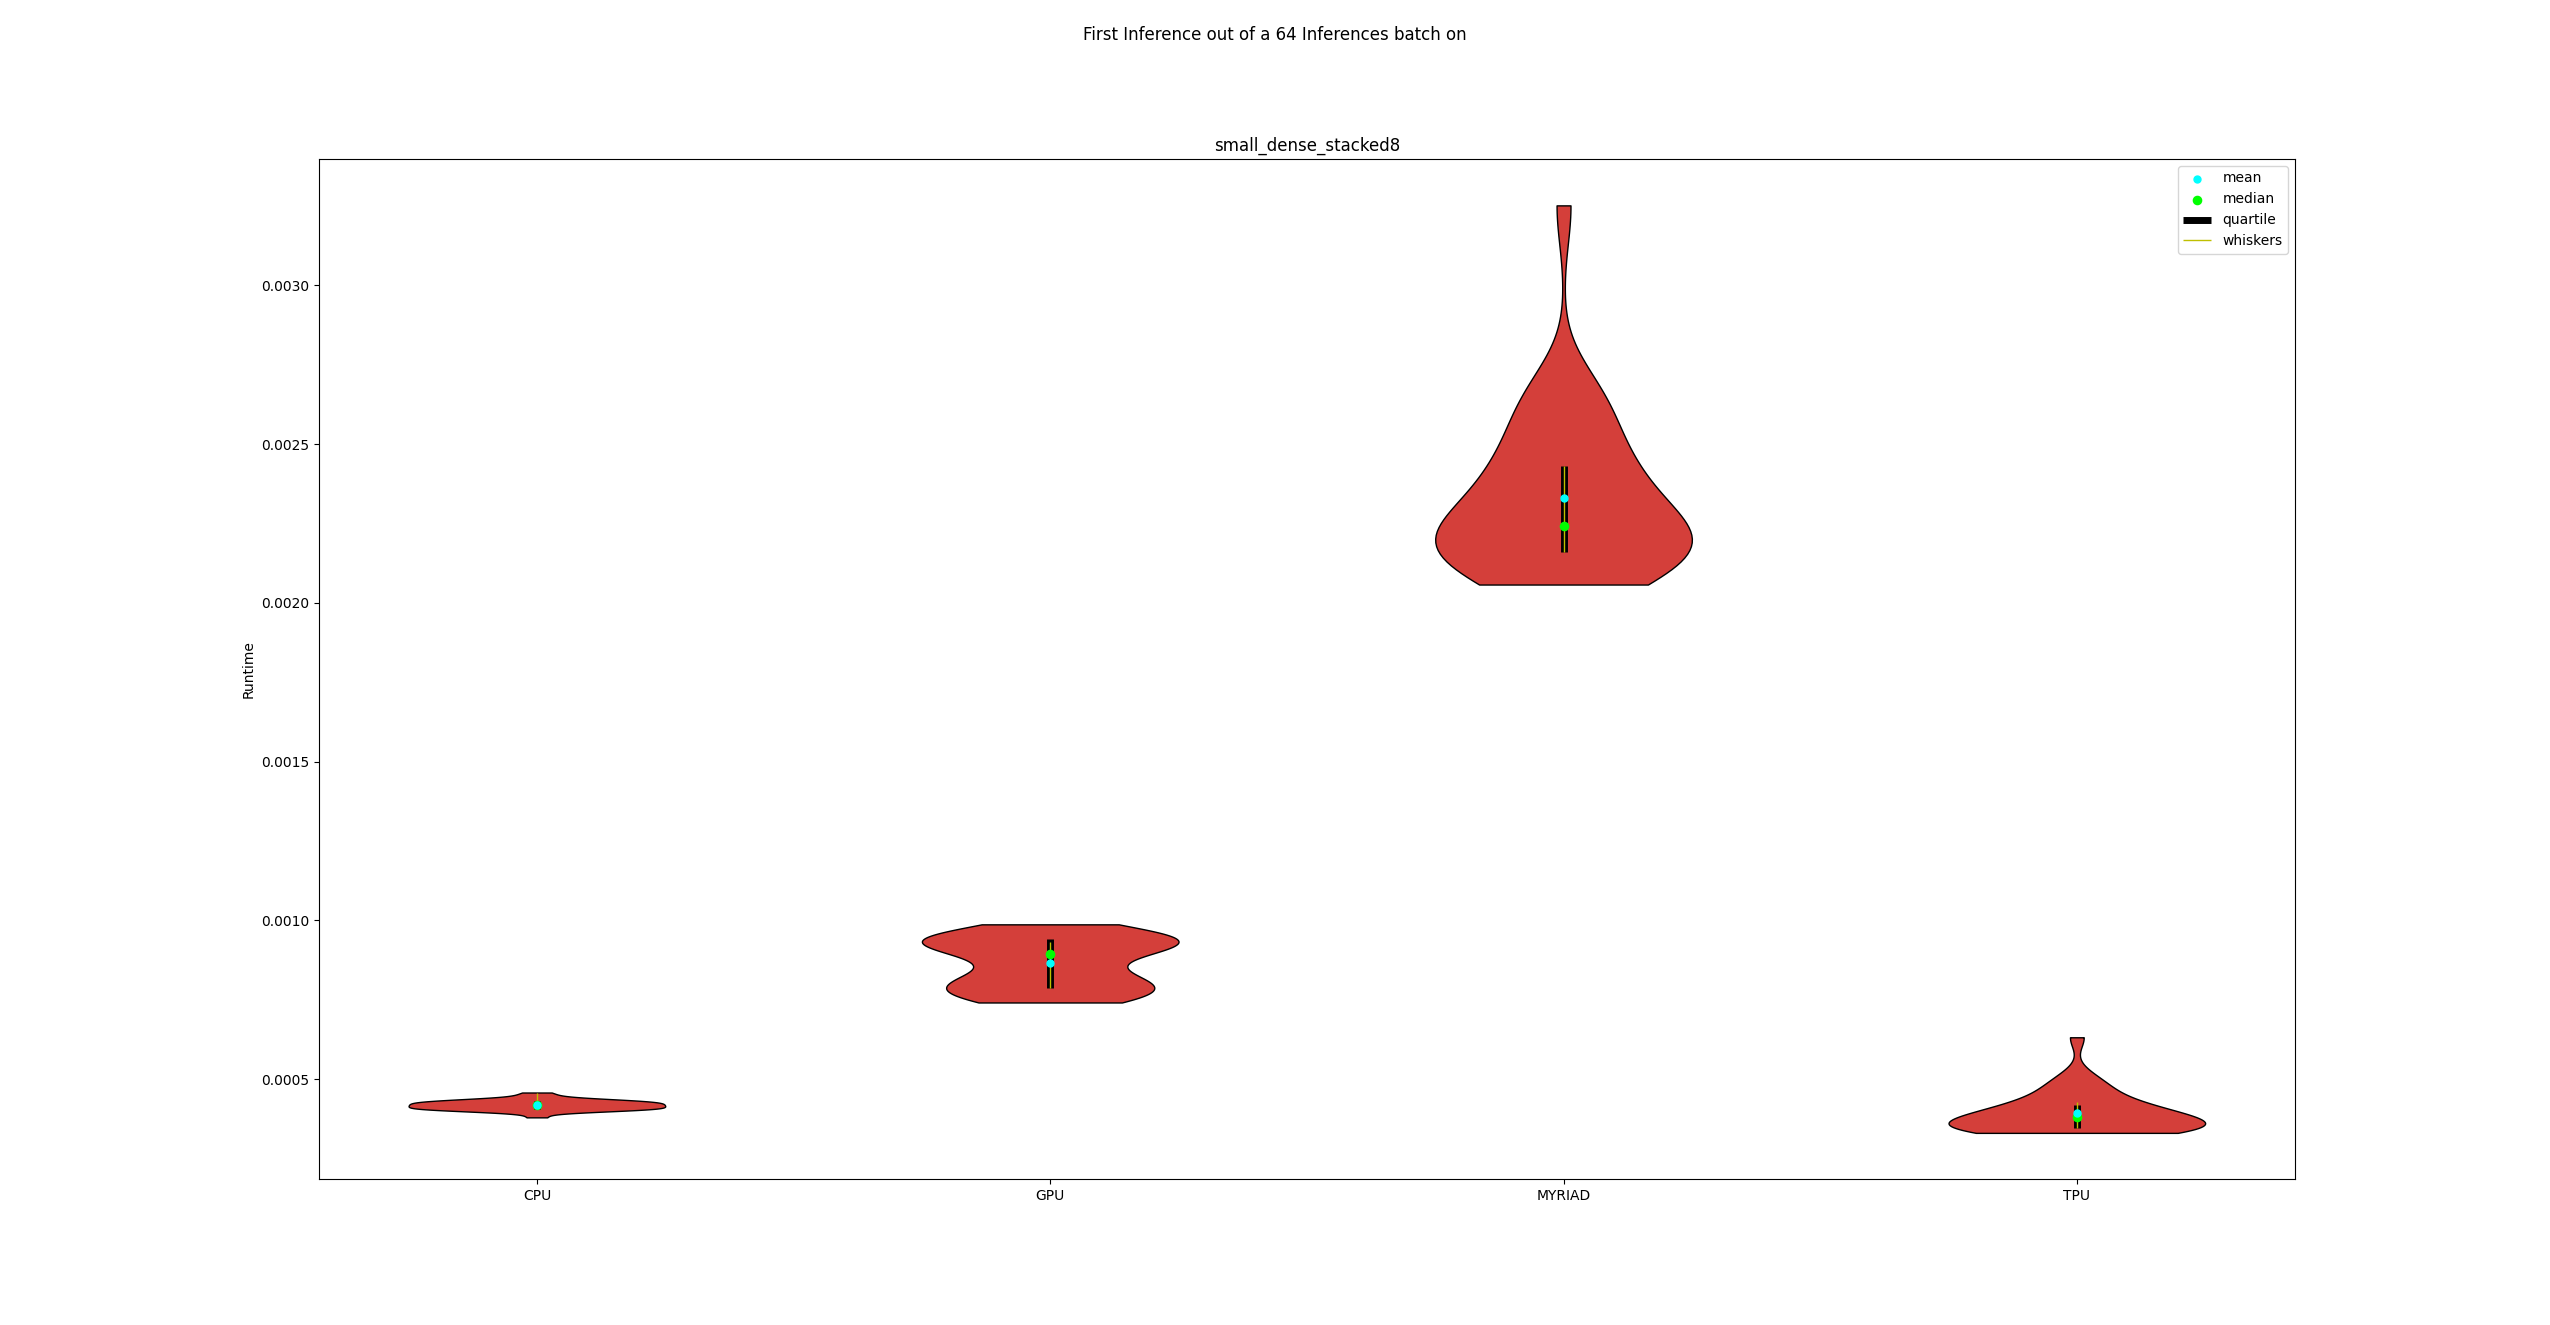 First Inference out of a 64 Inferences batch on
small_dense_stacked8
mean
median
quartile
whiskers
0.0030
0.0025
0.0020
0.0015
0.0010
0.0005
Runtime
CPU
GPU
MYRIAD
TPU